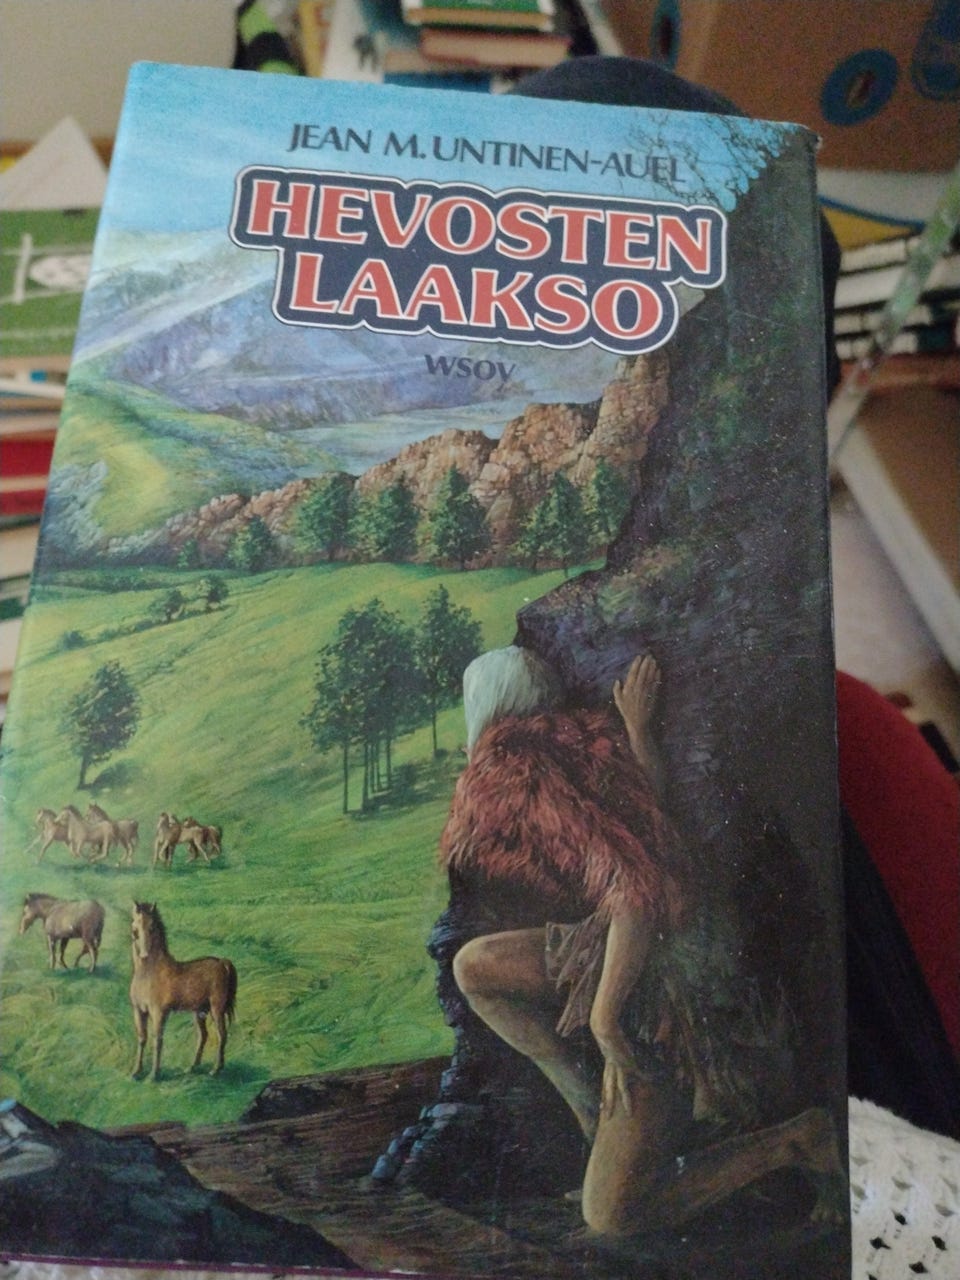 JEAN M. UNTINEN-AUEL
HEVOSTEN
LAAKSO
WSOY